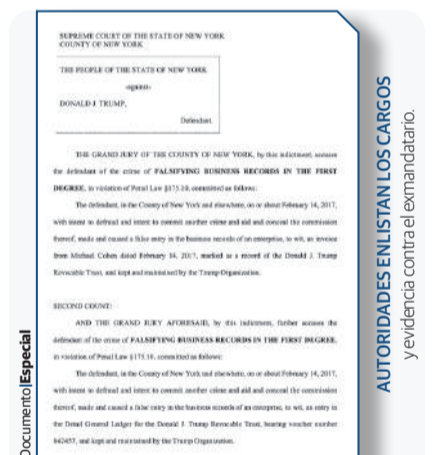 SUPREME COURT OF THE STATE OF NEW YORK
COUNTY OF NEW YORK
THE PEOPLE OF THE STATE OF NEW YORK
-against-
DONALD J. TRUMP,
Defendant.
THE GRAND JURY OF THE COUNTY OF NEW YORK, by this indictment, accuses
the defendant of the crime of FALSIFYING BUSINESS RECORDS IN THE FIRST
DEGREE, in violation of Penal Law §175.10, committed as follows:
The defendant, in the County of New York and elsewhere, on or about February 14, 2017,
with intent to defraud and intent to commit another crime and aid and conceal the commission
thereof, made and caused a false entry in the business records of an enterprise, to wit, an invoice
from Michael Cohen dated February 14, 2017, marked as a record of the Donald J. Trump
Revocable Trust, and kept and maintained by the Trump Organization.
SECOND COUNT:
AND THE GRAND JURY AFORESAID, by this indictment, further accuses the
defendant of the crime of FALSIFYING BUSINESS RECORDS IN THE FIRST DEGREE,
in violation of Penal Law §175.10, committed as follows:
The defendant, in the County of New York and elsewhere, on or about February 14, 2017,
with intent to defraud and intent to commit another crime and aid and conceal the commission
thereof, made and caused a false entry in the business records of an enterprise, to wit, an entry in
the Detail General Ledger for the Donald J. Trump Revocable Trust, bearing voucher number
842457, and kept and maintained by the Trump Organization.
Documento|Especial
AUTORIDADES ENLISTAN LOS CARGOS
y evidencia contra el exmandatario.